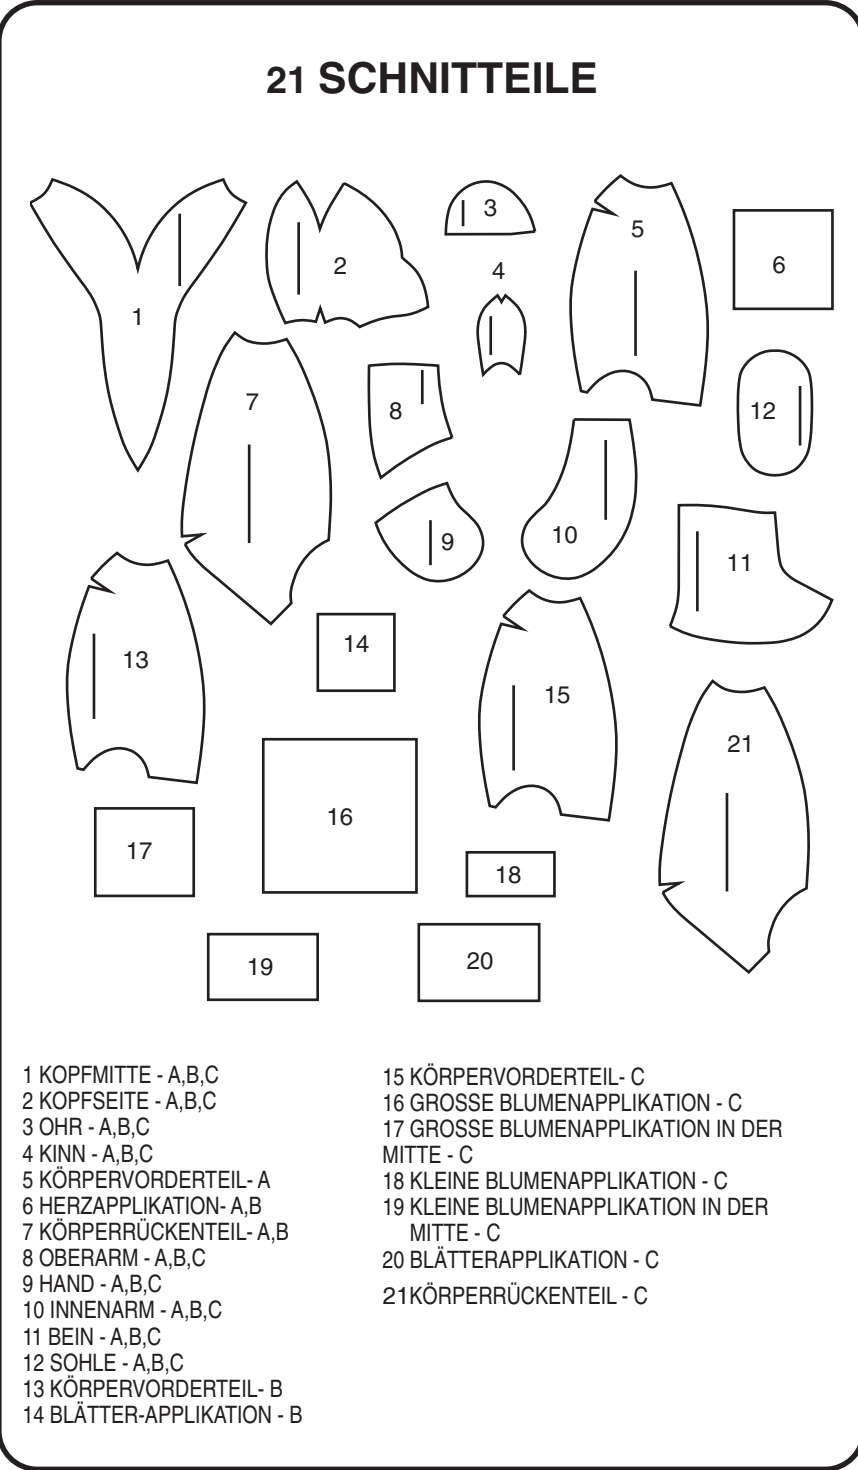 21 SCHNITTEILE
1
2
3
4
5
6
7
8
9
10
11
12
13
14
15
16
17
18
19
20
21
1 KOPFMITTE - A,B,C
2 KOPFSEITE - A,B,C
3 OHR - A,B,C
4 KINN - A,B,C
5 KÖRPERVORDERTEIL- A
6 HERZAPPLIKATION- A,B
7 KÖRPERRÜCKENTEIL- A,B
8 OBERARM - A,B,C
9 HAND - A,B,C
10 INNENARM - A,B,C
11 BEIN - A,B,C
12 SOHLE - A,B,C
13 KÖRPERVORDERTEIL- B
14 BLÄTTER-APPLIKATION - B
15 KÖRPERVORDERTEIL- C
16 GROSSE BLUMENAPPLIKATION - C
17 GROSSE BLUMENAPPLIKATION IN DER
MITTE - C
18 KLEINE BLUMENAPPLIKATION - C
19 KLEINE BLUMENAPPLIKATION IN DER
MITTE - C
20 BLÄTTERAPPLIKATION - C
21KÖRPERRÜCKENTEIL - C